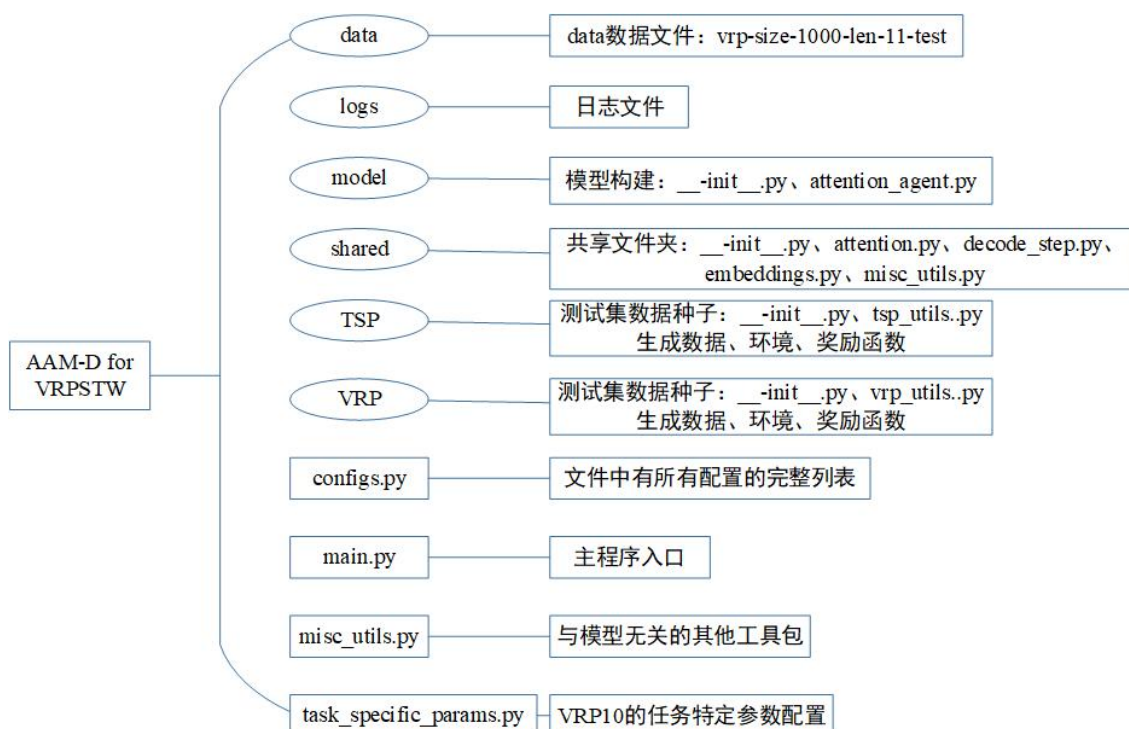 data
data数据文件：vrp-size-1000-len-11-test
logs
日志文件
model
模型构建：__-init__.py、attention_agent.py
shared
共享文件夹：__-init__.py、attention.py、decode_step.py、
embeddings.py、misc_utils.py
TSP
测试集数据种子：__-init__.py、tsp_utils..py
生成数据、环境、奖励函数
AAM-D for
VRPSTW
VRP
测试集数据种子：__-init__.py、vrp_utils..py
生成数据、环境、奖励函数
configs.py
文件中有所有配置的完整列表
main.py
主程序入口
misc_utils.py
与模型无关的其他工具包
task_specific_params.py
VRP10的任务特定参数配置